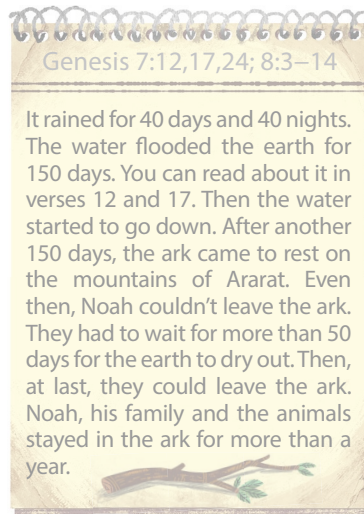 Genesis 7:12,17,24; 8:3–14
It rained for 40 days and 40 nights.
The water flooded the earth for
150 days. You can read about it in
verses 12 and 17. Then the water
started to go down. After another
150 days, the ark came to rest on
the mountains of Ararat. Even
then, Noah couldn’t leave the ark.
They had to wait for more than 50
days for the earth to dry out. Then,
at last, they could leave the ark.
Noah, his family and the animals
stayed in the ark for more than a
year.